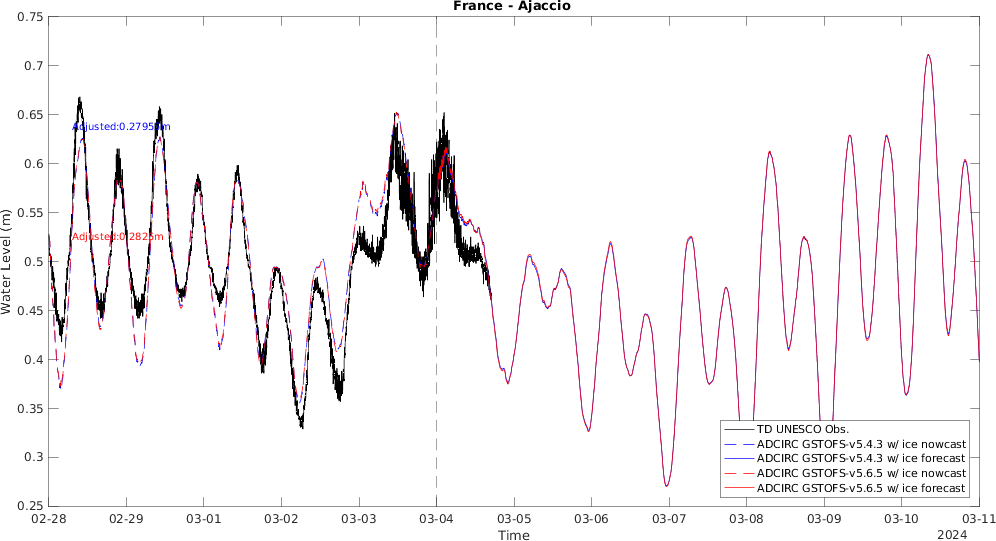 France - Ajaccio
0.75
0.7
0.65
0.6
0.55
0.5
0.45
0.4
0.35
0.3
0.25
Water Level (m)
Adjusted:0.2795m
Adjusted:0.2825m
TD UNESCO Obs.
ADCIRC GSTOFS-v5.4.3 w/ ice nowcast
ADCIRC GSTOFS-v5.4.3 w/ ice forecast
ADCIRC GSTOFS-v5.6.5 w/ ice nowcast
ADCIRC GSTOFS-v5.6.5 w/ ice forecast
02-28 02-29 03-01 03-02 03-03 03-04 03-05 03-06 03-07 03-08 03-09 03-10 03-11
Time
2024